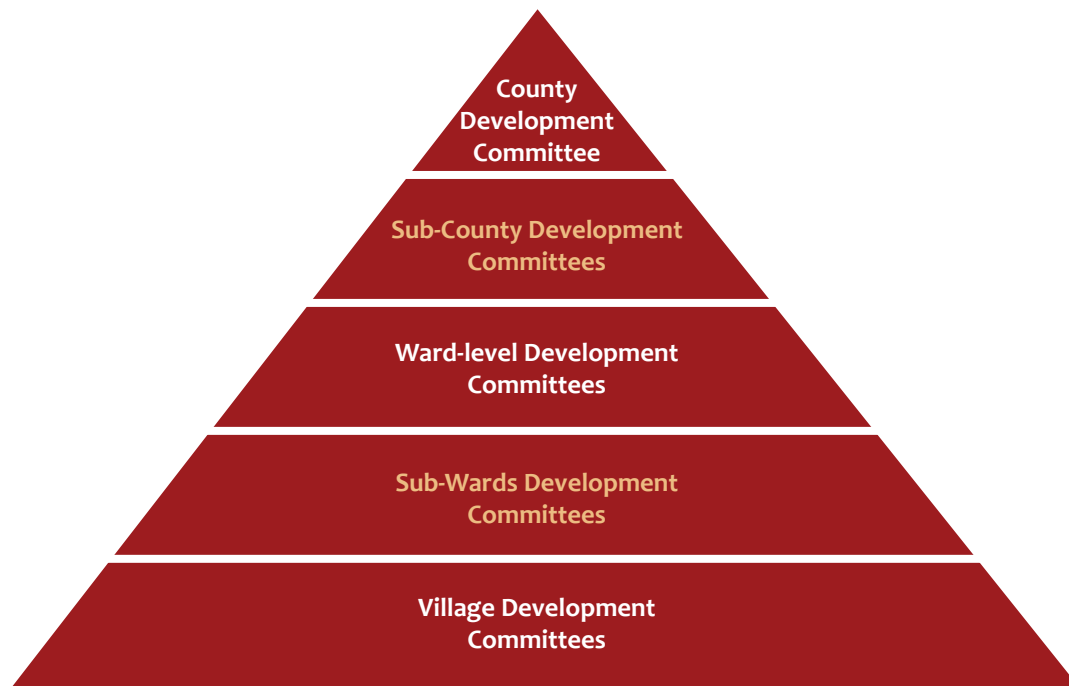 County
Development
Committee
Sub-County Development
Committees
Ward-level Development
Committees
Sub-Wards Development
Committees
Village Development
Committees